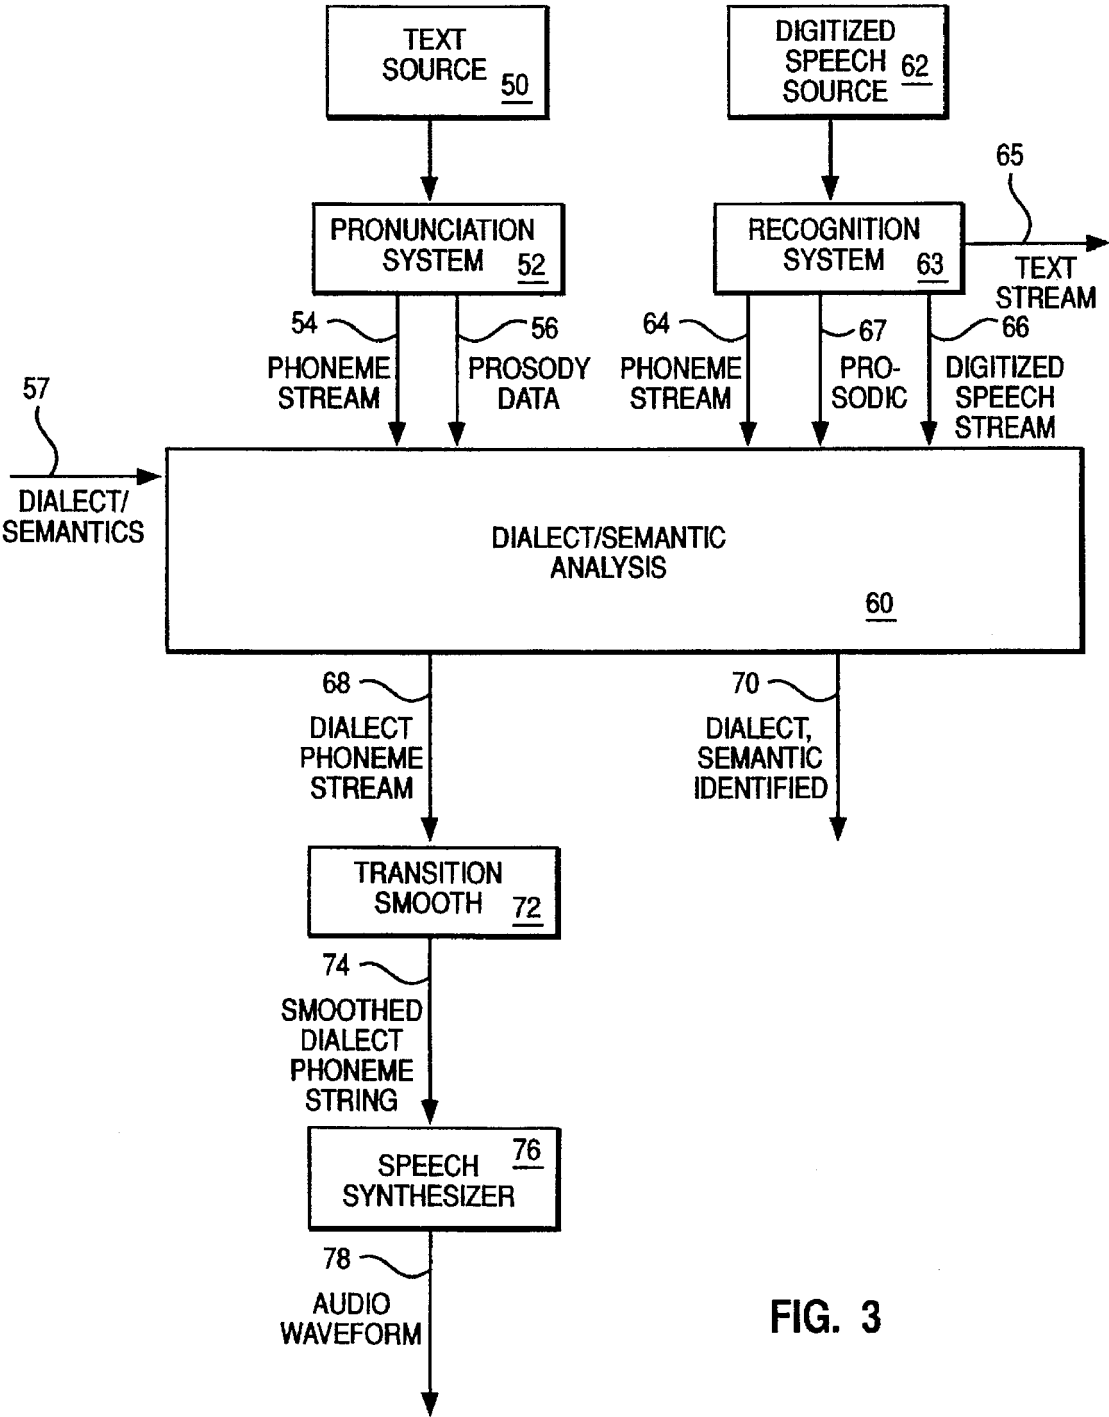 TEXT
SOURCE
50
DIGITIZED
SPEECH
SOURCE
62
PRONUNCIATION
SYSTEM
52
RECOGNITION
SYSTEM
63
65
TEXT
STREAM
54
PHONEME
STREAM
56
PROSODY
DATA
64
PHONEME
STREAM
67
PRO-
SODIC
66
DIGITIZED
SPEECH
STREAM
57
DIALECT/
SEMANTICS
DIALECT/SEMANTIC
ANALYSIS
60
68
DIALECT
PHONEME
STREAM
70
DIALECT,
SEMANTIC
IDENTIFIED
TRANSITION
SMOOTH
72
74
SMOOTHED
DIALECT
PHONEME
STRING
76
SPEECH
SYNTHESIZER
78
AUDIO
WAVEFORM
FIG. 3